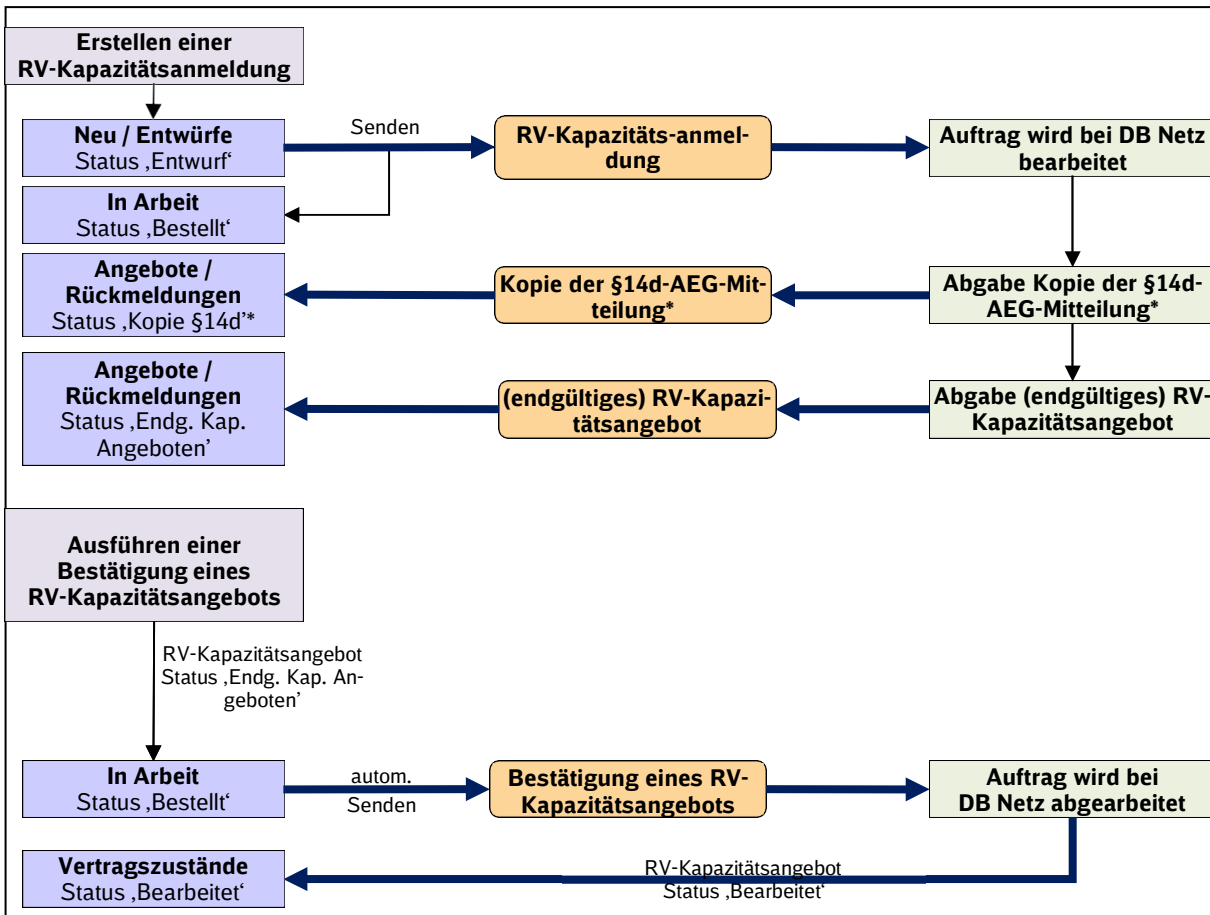 Erstellen einer
RV-Kapazitätsanmeldung
Neu / Entwürfe
Status ‚Entwurf‘
Senden
RV-Kapazitäts-anmel-
dung
Auftrag wird bei DB Netz
bearbeitet
In Arbeit
Status ‚Bestellt‘
Angebote /
Rückmeldungen
Status ‚Kopie §14d’*
Kopie der §14d-AEG-Mit-
teilung*
Abgabe Kopie der §14d-
AEG-Mitteilung*
Angebote /
Rückmeldungen
Status ‚Endg. Kap.
Angeboten’
(endgültiges) RV-Kapazi-
tätsangebot
Abgabe (endgültiges) RV-
Kapazitätsangebot
Ausführen einer
Bestätigung eines
RV-Kapazitätsangebots
RV-Kapazitätsangebot
Status ‚Endg. Kap. An-
geboten’
In Arbeit
Status ‚Bestellt‘
autom.
Senden
Bestätigung eines RV-
Kapazitätsangebots
Auftrag wird bei
DB Netz abgearbeitet
Vertragszustände
Status ‚Bearbeitet‘
RV-Kapazitätsangebot
Status ‚Bearbeitet‘